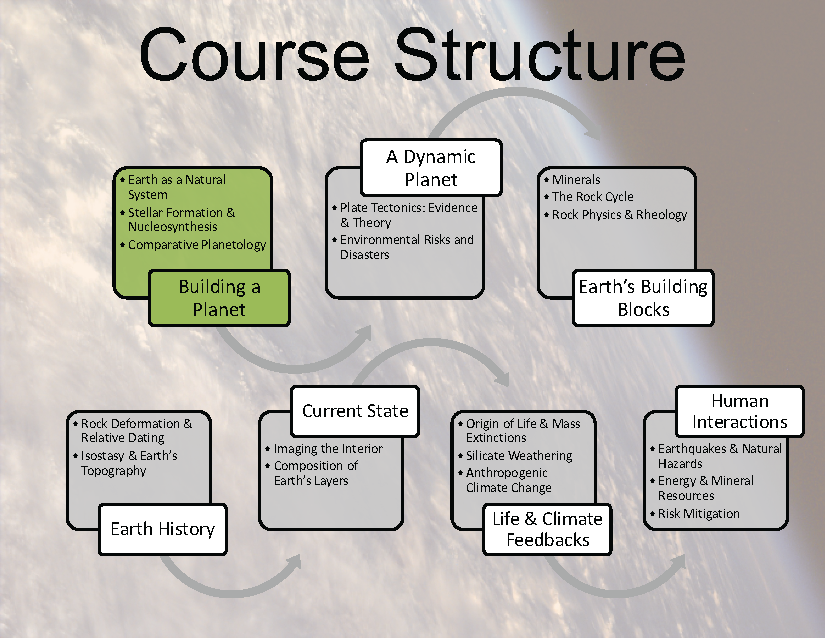 Course Structure
• Earth as a Natural
System
• Stellar Formation &
Nucleosynthesis
• Comparative Planetology
Building a
Planet
A Dynamic
Planet
• Plate Tectonics: Evidence
& Theory
• Environmental Risks and
Disasters
• Minerals
• The Rock Cycle
• Rock Physics & Rheology
Earth's Building
Blocks
• Rock Deformation &
Relative Dating
• Isostasy & Earth's
Topography
Earth History
Current State
• Imaging the Interior
• Composition of
Earth's Layers
• Origin of Life & Mass
Extinctions
• Silicate Weathering
• Anthropogenic
Climate Change
Life & Climate
Feedbacks
Human
Interactions
• Earthquakes & Natural
Hazards
• Energy & Mineral
Resources
• Risk Mitigation